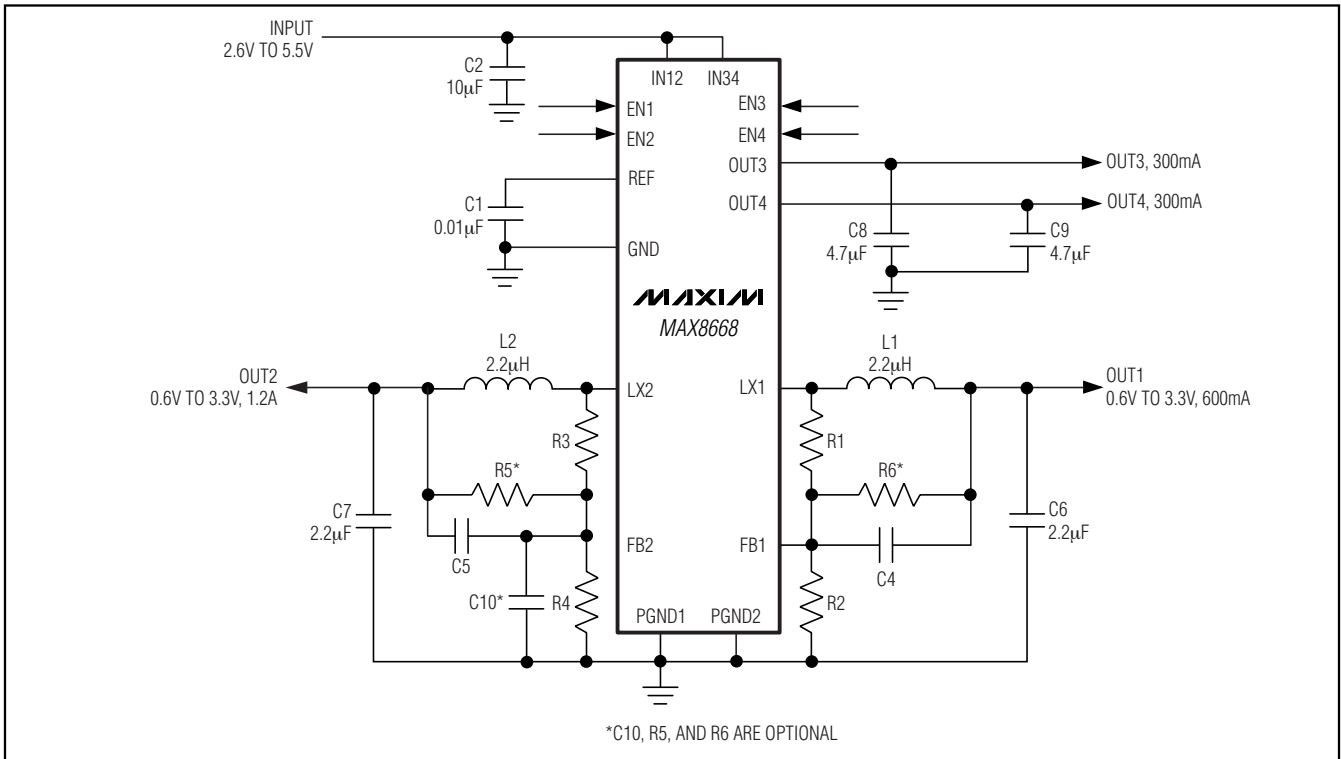 INPUT
2.6V TO 5.5V
C2
10µF
IN12
IN34
EN1
EN2
EN3
EN4
REF
OUT3
OUT3, 300mA
OUT4
OUT4, 300mA
C1
0.01µF
GND
C8
4.7µF
C9
4.7µF
MAXIM
MAX8668
L2
2.2µH
L1
2.2µH
OUT2
0.6V TO 3.3V, 1.2A
LX2
LX1
OUT1
0.6V TO 3.3V, 600mA
R3
R1
R5*
R6*
C7
2.2µF
C6
2.2µF
C5
FB2
FB1
C4
C10*
R4
R2
PGND1
PGND2
*C10, R5, AND R6 ARE OPTIONAL